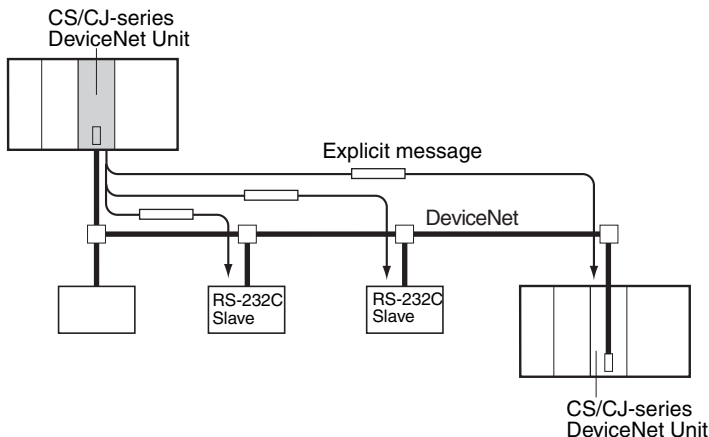 CS/CJ-series
DeviceNet Unit
Explicit message
DeviceNet
RS-232C
Slave
RS-232C
Slave
CS/CJ-series
DeviceNet Unit